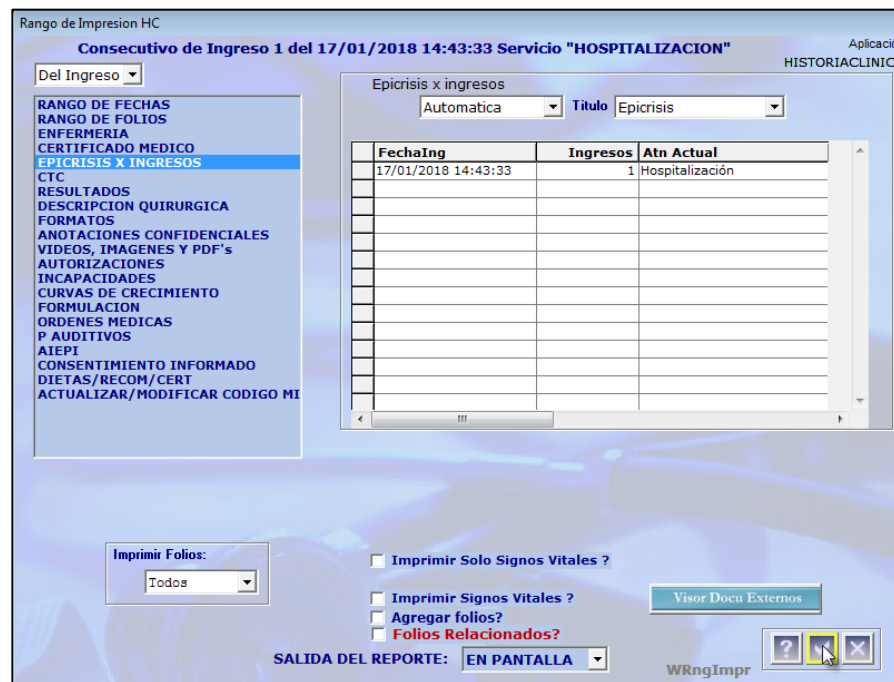 Rango de Impresion HC
Consecutivo de Ingreso 1 del 17/01/2018 14:43:33 Servicio "HOSPITALIZACION"
Aplicació
HISTORIACLINIC
Del Ingreso
RANGO DE FECHAS
RANGO DE FOLIOS
ENFERMERIA
CERTIFICADO MEDICO
EPICRISIS X INGRESOS
CTC
RESULTADOS
DESCRIPCION QUIRURGICA
FORMATOS
ANOTACIONES CONFIDENCIALES
VIDEOS, IMAGENES Y PDF's
AUTORIZACIONES
INCAPACIDADES
CURVAS DE CRECIMIENTO
FORMULACION
ORDENES MEDICAS
P AUDITIVOS
AIEPI
CONSENTIMIENTO INFORMADO
DIETAS/RECOM/CERT
ACTUALIZAR/MODIFICAR CODIGO MI
Epicrisis x ingresos
Automatica Titulo Epicrisis
FechaIng Ingresos Atn Actual
17/01/2018 14:43:33 1 Hospitalización
Imprimir Folios:
Todos
Imprimir Solo Signos Vitales ?
Imprimir Signos Vitales ?
Agregar folios?
Folios Relacionados?
Visor Docu Externos
SALIDA DEL REPORTE: EN PANTALLA
WRngImpr
?